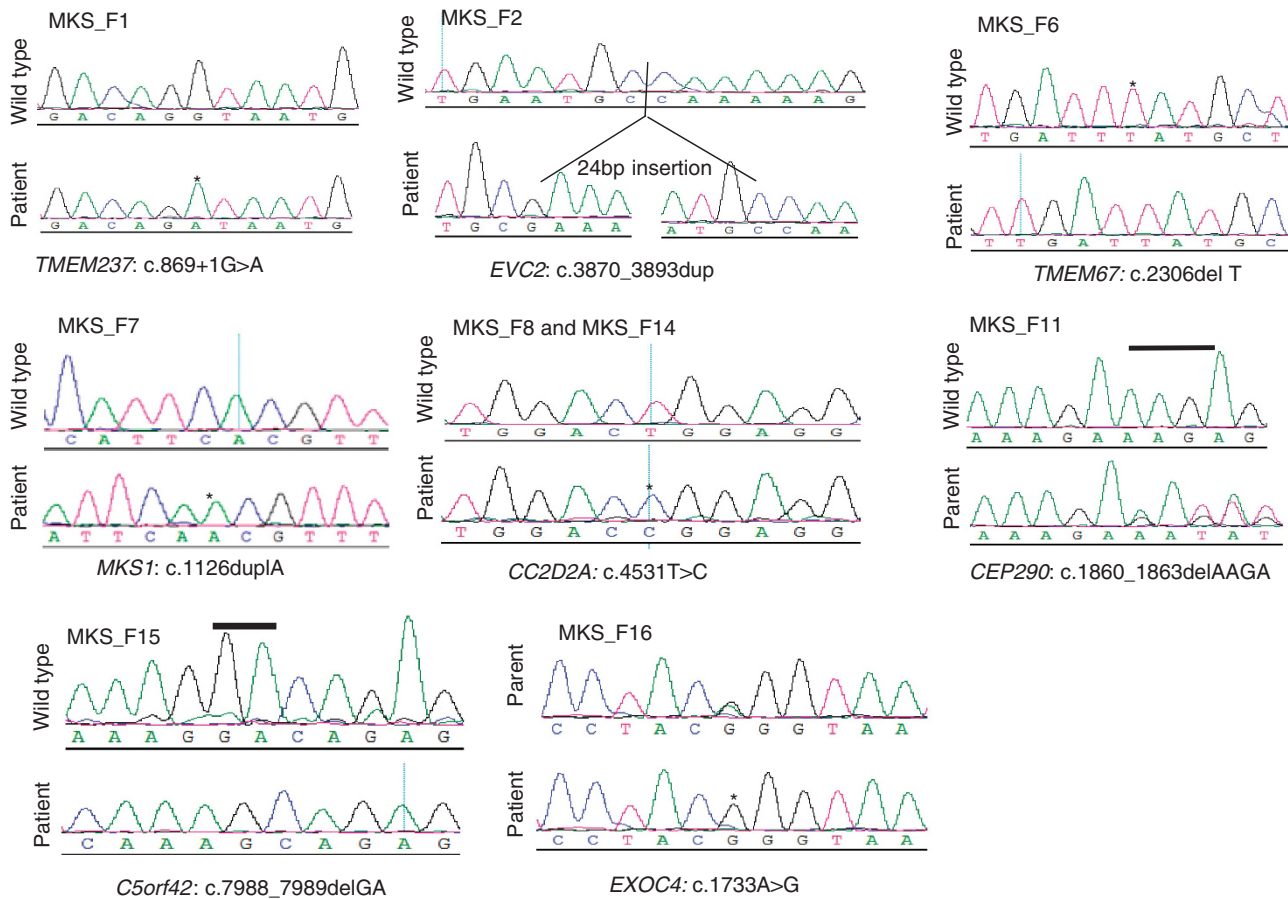 MKS_F1
Wild type
G A C A G G T A A T G
Patient
*
G A C A G A T A A T G
TMEM237: c.869+1G>A
MKS_F2
Wild type
T G A A T G C C A A A A A G
24bp insertion
Patient
T G C G A A A
A T G C C A A
EVC2: c.3870_3893dup
MKS_F6
Wild type
*
T G A T T T A T G C T
Patient
T T G A T T A T G C
TMEM67: c.2306del T
MKS_F7
Wild type
C A T T C A C G T T
Patient
*
A T T C A A C G T T T
MKS1: c.1126duplA
MKS_F8 and MKS_F14
Wild type
T G G A C T G G A G G
Patient
*
T G G A C C G G A G G
CC2D2A: c.4531T>C
MKS_F11
Wild type
A A A G A A A G A G
Parent
A A A G A A A T A T
CEP290: c.1860_1863delAAGA
MKS_F15
Wild type
A A A G G A C A G A G
Patient
C A A A G C A G A G
C5orf42: c.7988_7989delGA
MKS_F16
Parent
C C T A C G G G T A A
Patient
*
C C T A C G G G T A A
EXOC4: c.1733A>G